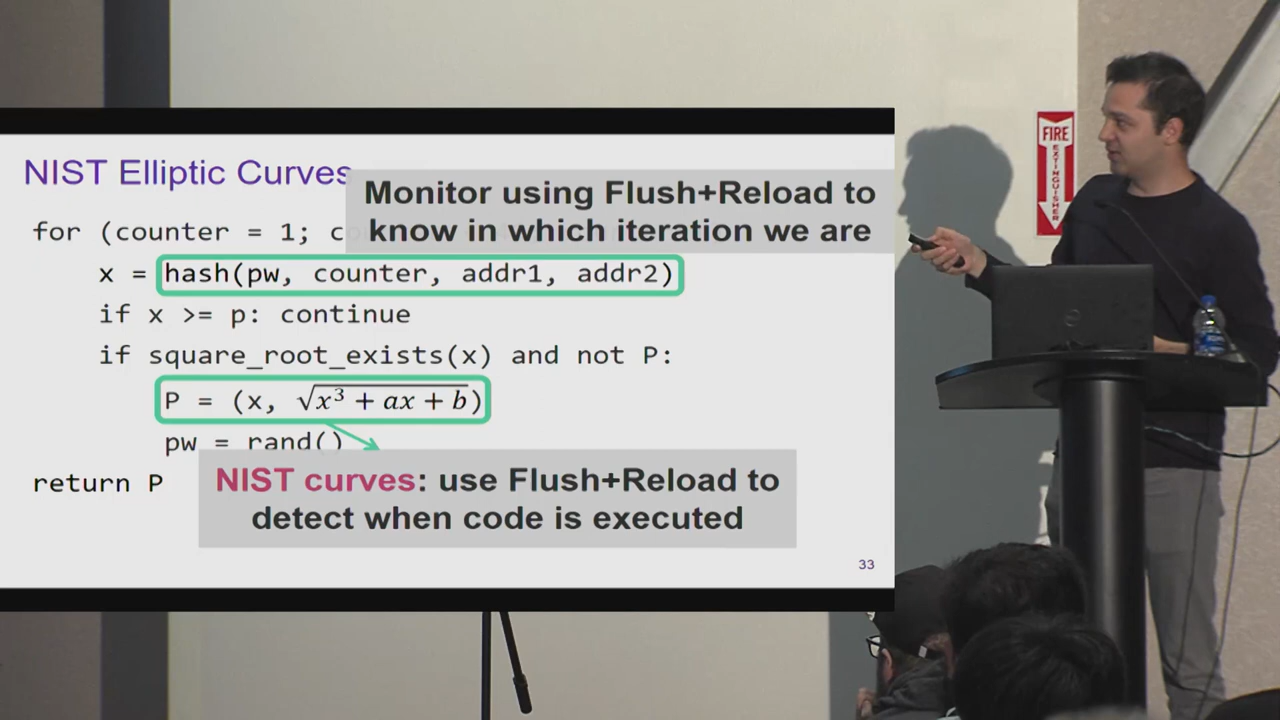 NIST Elliptic Curves
Monitor using Flush+Reload to
know in which iteration we are
for (counter = 1; c
x = hash(pw, counter, addr1, addr2)
if x >= p: continue
if square_root_exists(x) and not P:
P = (x, √x³ + ax + b)
pw = rand()
return P
NIST curves: use Flush+Reload to
detect when code is executed
33
FIRE
EXTINGUISHER